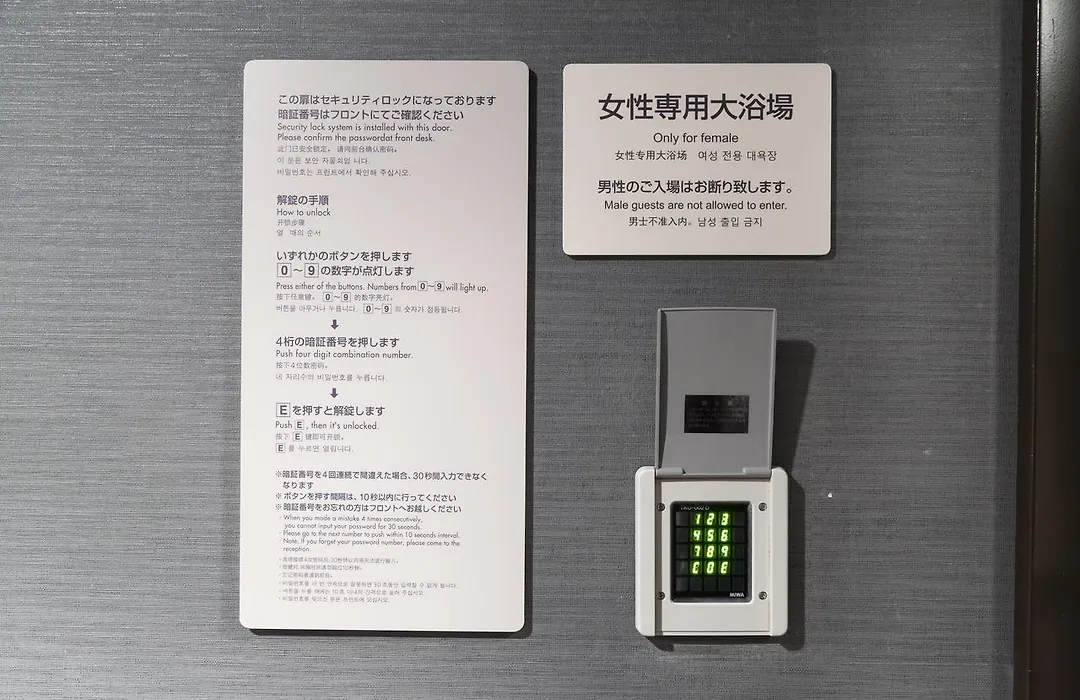 この扉はセキュリティロックになっております
暗証番号はフロントにてご確認ください
Security lack system is installed with this door.
Please confirm the passwordat front desk.
此门已安全锁定。请向前台确认密码。
이 문은 보안 자물쇠입 니다.
비밀번호는 프런트에서 확인해 주십시오.
解錠の手順
How to unlock
开锁步骤
열 때의 순서
いずれかのボタンを押します
0～9の数字が点灯します
Press either of the buttons. Numbers from 0～9 will light up.
按下任意键。 0～9 的数字亮灯。
버튼을 아무거나 누릅니다. 0～9 의 숫자가 점등됩니다.
4桁の暗証番号を押します
Push four digit combination number.
按下4位数密码。
네 자리수의 비밀번호를 누릅니다.
Eを押すと解錠します
Push E, then it's unlocked.
按下 E 键即可开锁。
E 를 누르면 열립니다.
※暗証番号を4回連続で間違えた場合、30秒間入力できなく
なります
※ボタンを押す間隔は、10秒以内に行ってください
※暗証番号をお忘れの方はフロントへお越しください
・When you made a mistake 4 times consecutively,
you cannot input your password for 30 seconds.
・Please go to the next number to push within 10 seconds interval.
Note. If you forget your password number, please come to the
reception.
女性専用大浴場
Only for female
女性专用大浴场 여성 전용 대욕장
男性のご入場はお断り致します。
Male guests are not allowed to enter.
男士不准入内。남성 출입 금지
1 2 3
4 5 6
7 8 9
C 0 E
MIWA